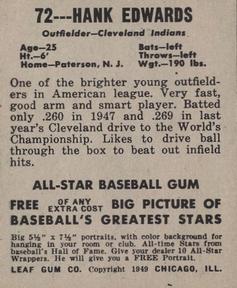 72---HANK EDWARDS
Outfielder—Cleveland Indians
Age—25 Bats—left
Ht.—6' Throws—left
Home—Paterson, N. J. Wgt.—190 lbs.
One of the brighter young outfield-
ers in American league. Very fast,
good arm and smart player. Batted
only .260 in 1947 and .269 in last
year's Cleveland drive to the World's
Championship. Likes to drive
through the box to beat out infield
hits.
ALL-STAR BASEBALL GUM
FREE OF ANY EXTRA COST BIG PICTURE OF
BASEBALL'S GREATEST STARS
Big 5½" x 7½" portraits, with color background for
hanging in your room or club. All-time Stars from
baseball's Hall of Fame. Give your dealer 10 All-Star
Wrappers. He will give you a FREE Portrait.
LEAF GUM CO. Copyright 1949 CHICAGO, ILL.